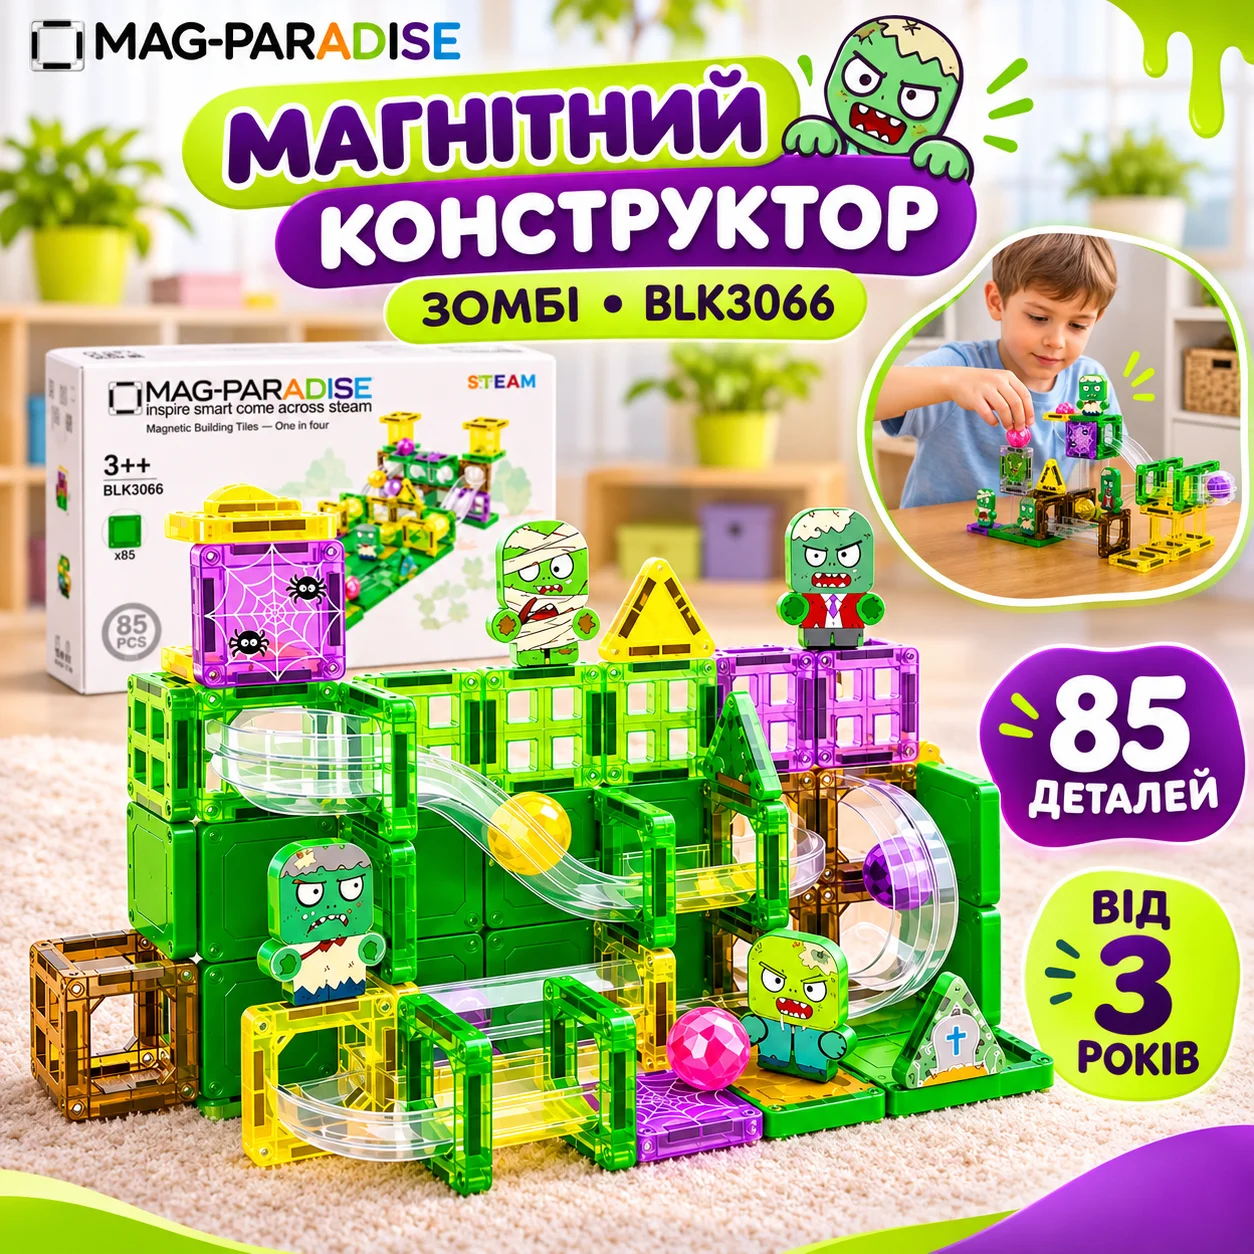 MAG-PARADISE
МАГНІТНИЙ
КОНСТРУКТОР
ЗОМБІ • BLK3066
MAG-PARADISE
inspire smart come across steam
Magnetic Building Tiles — One in four
STEAM
3++
BLK3066
x85
85
PCS
85
ДЕТАЛЕЙ
ВІД
3
РОКІВ